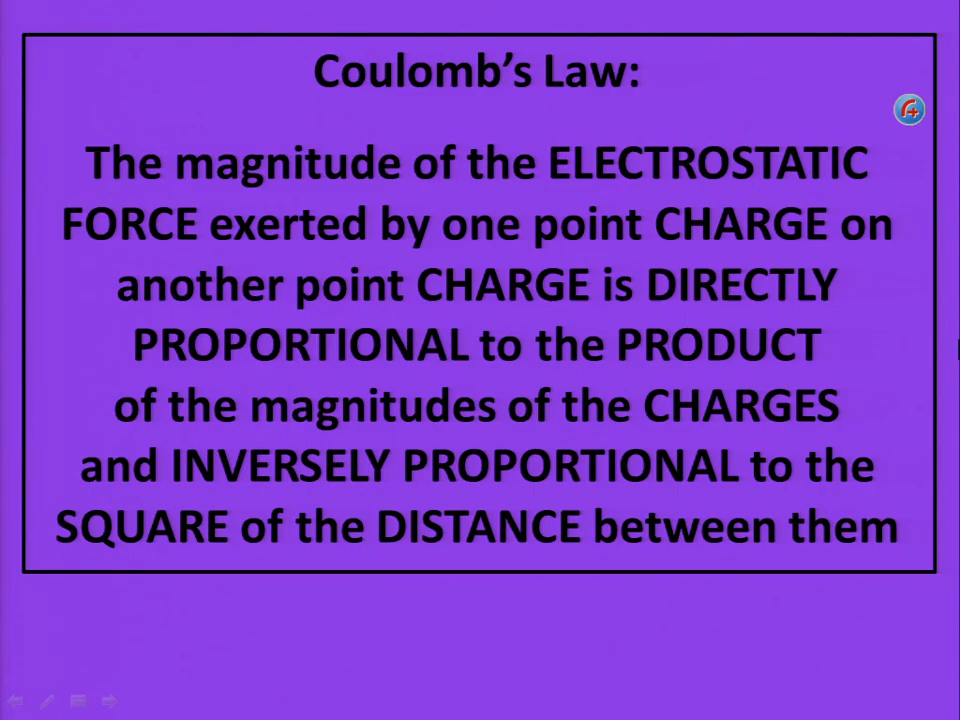 Coulomb’s Law:
The magnitude of the ELECTROSTATIC
FORCE exerted by one point CHARGE on
another point CHARGE is DIRECTLY
PROPORTIONAL to the PRODUCT
of the magnitudes of the CHARGES
and INVERSELY PROPORTIONAL to the
SQUARE of the DISTANCE between them